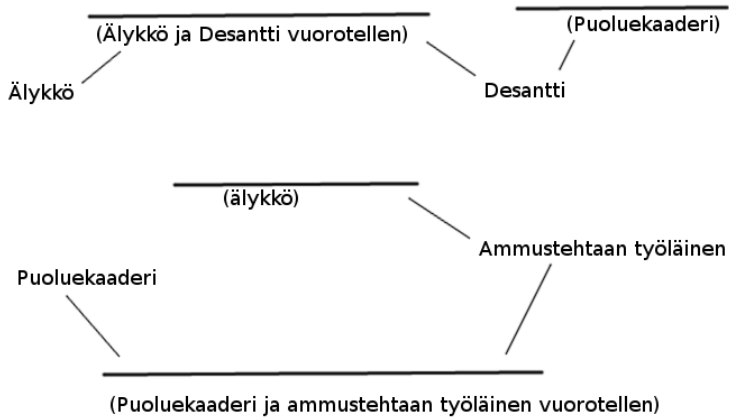 (Älykkö ja Desantti vuorotellen)
(Puoluekaaderi)
Älykkö
Desantti
(älykkö)
Ammustehtaan työläinen
Puoluekaaderi
(Puoluekaaderi ja ammustehtaan työläinen vuorotellen)